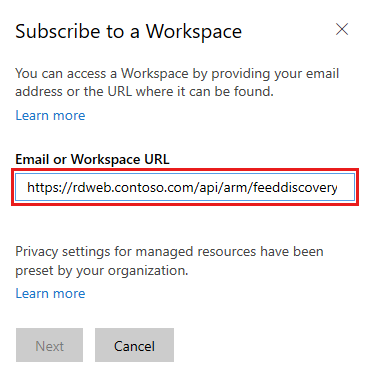 Subscribe to a Workspace
You can access a Workspace by providing your email
address or the URL where it can be found.
Learn more
Email or Workspace URL
https://rdweb.contoso.com/api/arm/feeddiscovery
Privacy settings for managed resources have been
preset by your organization.
Learn more
Next Cancel